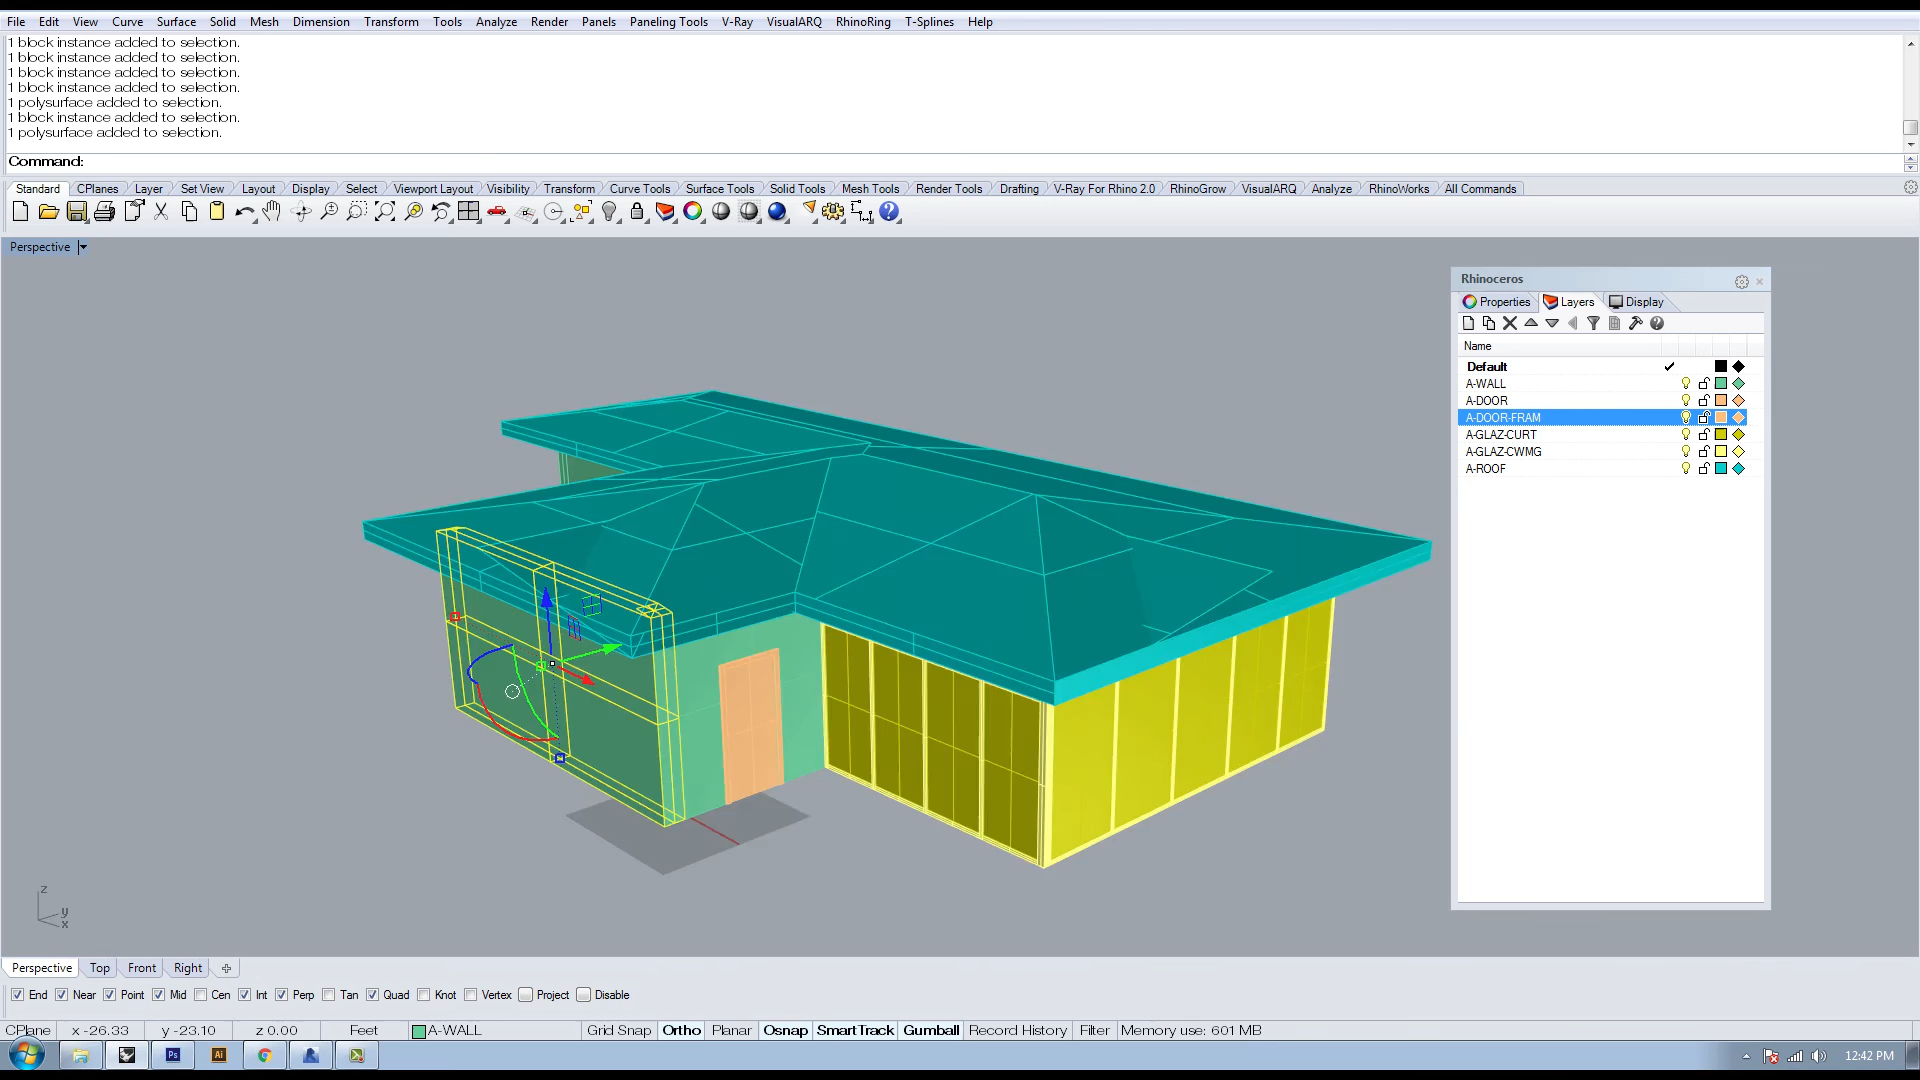 File Edit View Curve Surface Solid Mesh Dimension Transform Tools Analyze Render Panels Paneling Tools V-Ray VisualARQ RhinoRing T-Splines Help
1 block instance added to selection.
1 block instance added to selection.
1 block instance added to selection.
1 block instance added to selection.
1 polysurface added to selection.
1 block instance added to selection.
1 polysurface added to selection.
Command:
Standard CPlanes Layer Set View Layout Display Select Viewport Layout Visibility Transform Curve Tools Surface Tools Solid Tools Mesh Tools Render Tools Drafting V-Ray For Rhino 2.0 RhinoGrow VisualARQ Analyze RhinoWorks All Commands
Perspective
Rhinoceros
Properties Layers Display
Name
Default
A-WALL
A-DOOR
A-DOOR-FRAM
A-GLAZ-CURT
A-GLAZ-CWMG
A-ROOF
z
y
x
Perspective Top Front Right
End Near Point Mid Cen Int Perp Tan Quad Knot Vertex Project Disable
CPlane x -26.33 y -23.10 z 0.00 Feet A-WALL Grid Snap Ortho Planar Osnap SmartTrack Gumball Record History Filter Memory use: 601 MB
Ps Ai 12:42 PM